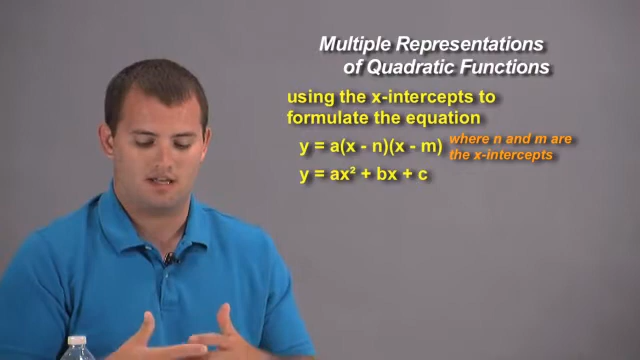 Multiple Representations
of Quadratic Functions
using the x-intercepts to
formulate the equation
y = a(x - n)(x - m) where n and m are
the x-intercepts
y = ax² + bx + c